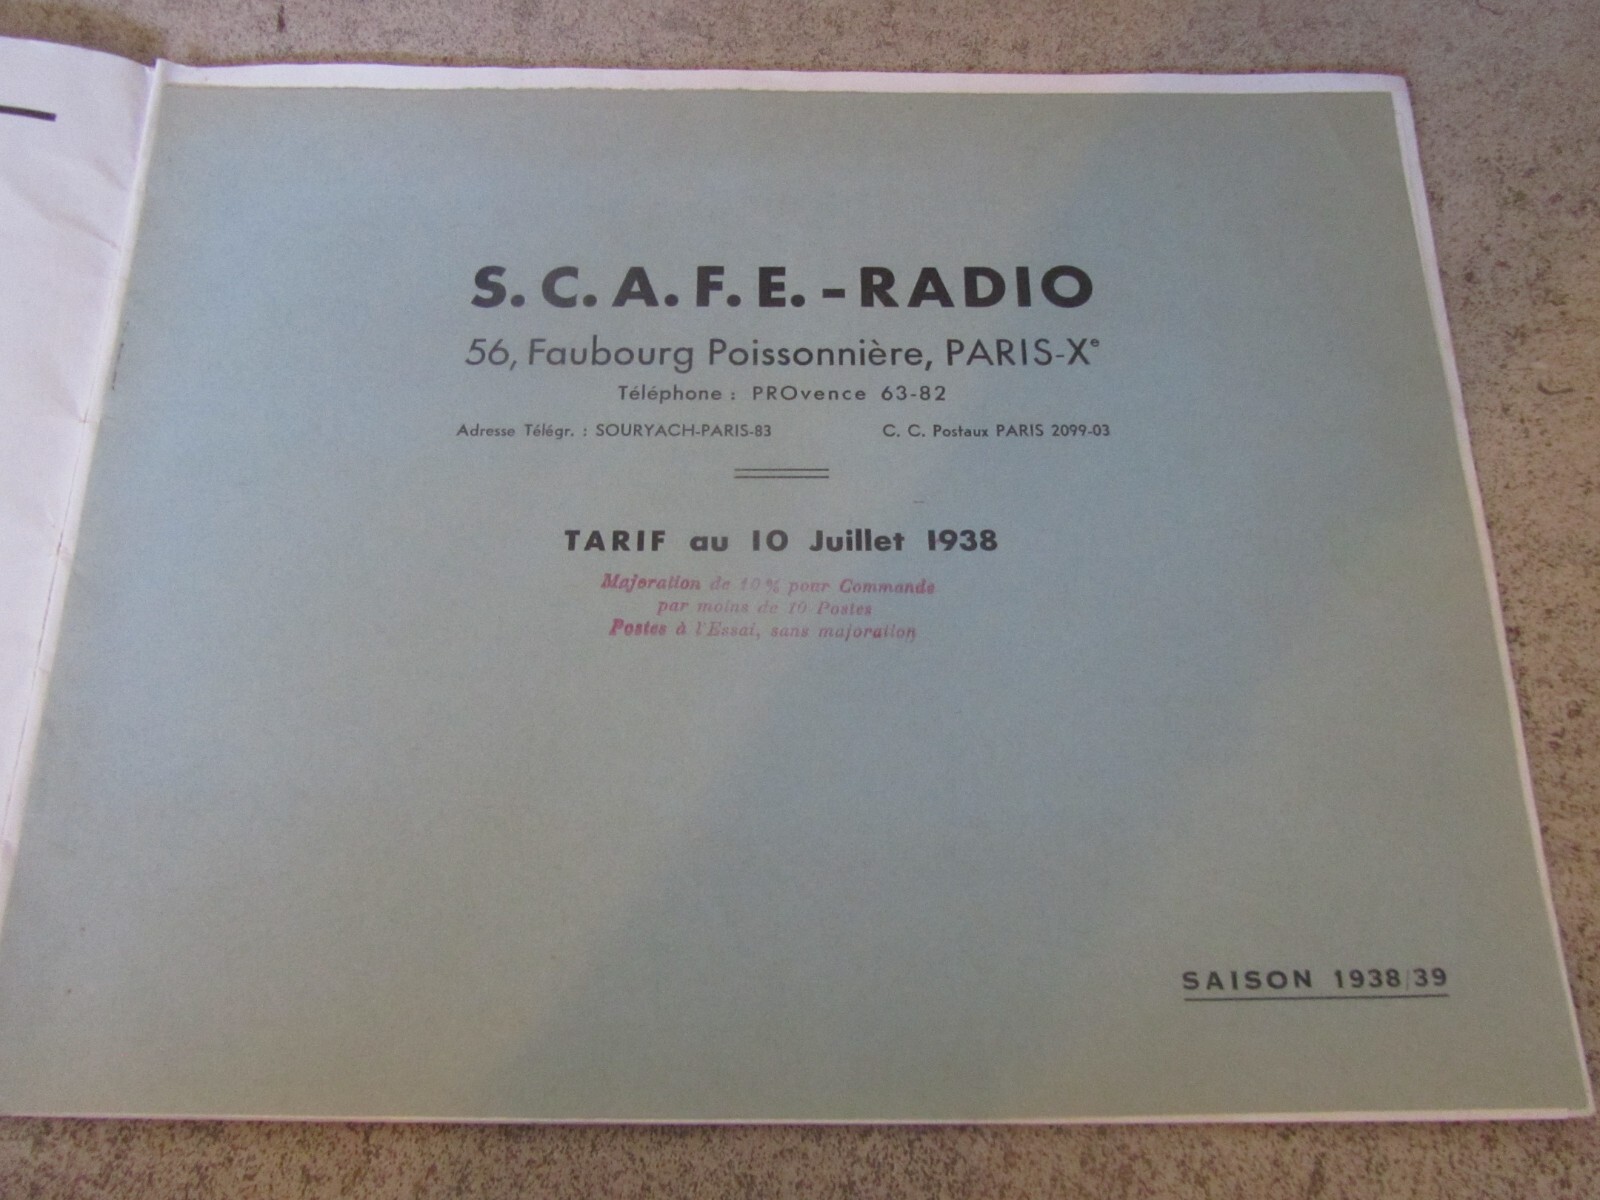 S. C. A. F. E. - RADIO
56, Faubourg Poissonnière, PARIS-Xᵉ
Téléphone : PROvence 63-82
Adresse Télégr. : SOURYACH-PARIS-83 C. C. Postaux PARIS 2099-03
TARIF au 10 Juillet 1938
Majoration de 10% pour Commande
par moins de 10 Postes
Postes à l'Essai, sans majoration
SAISON 1938/39